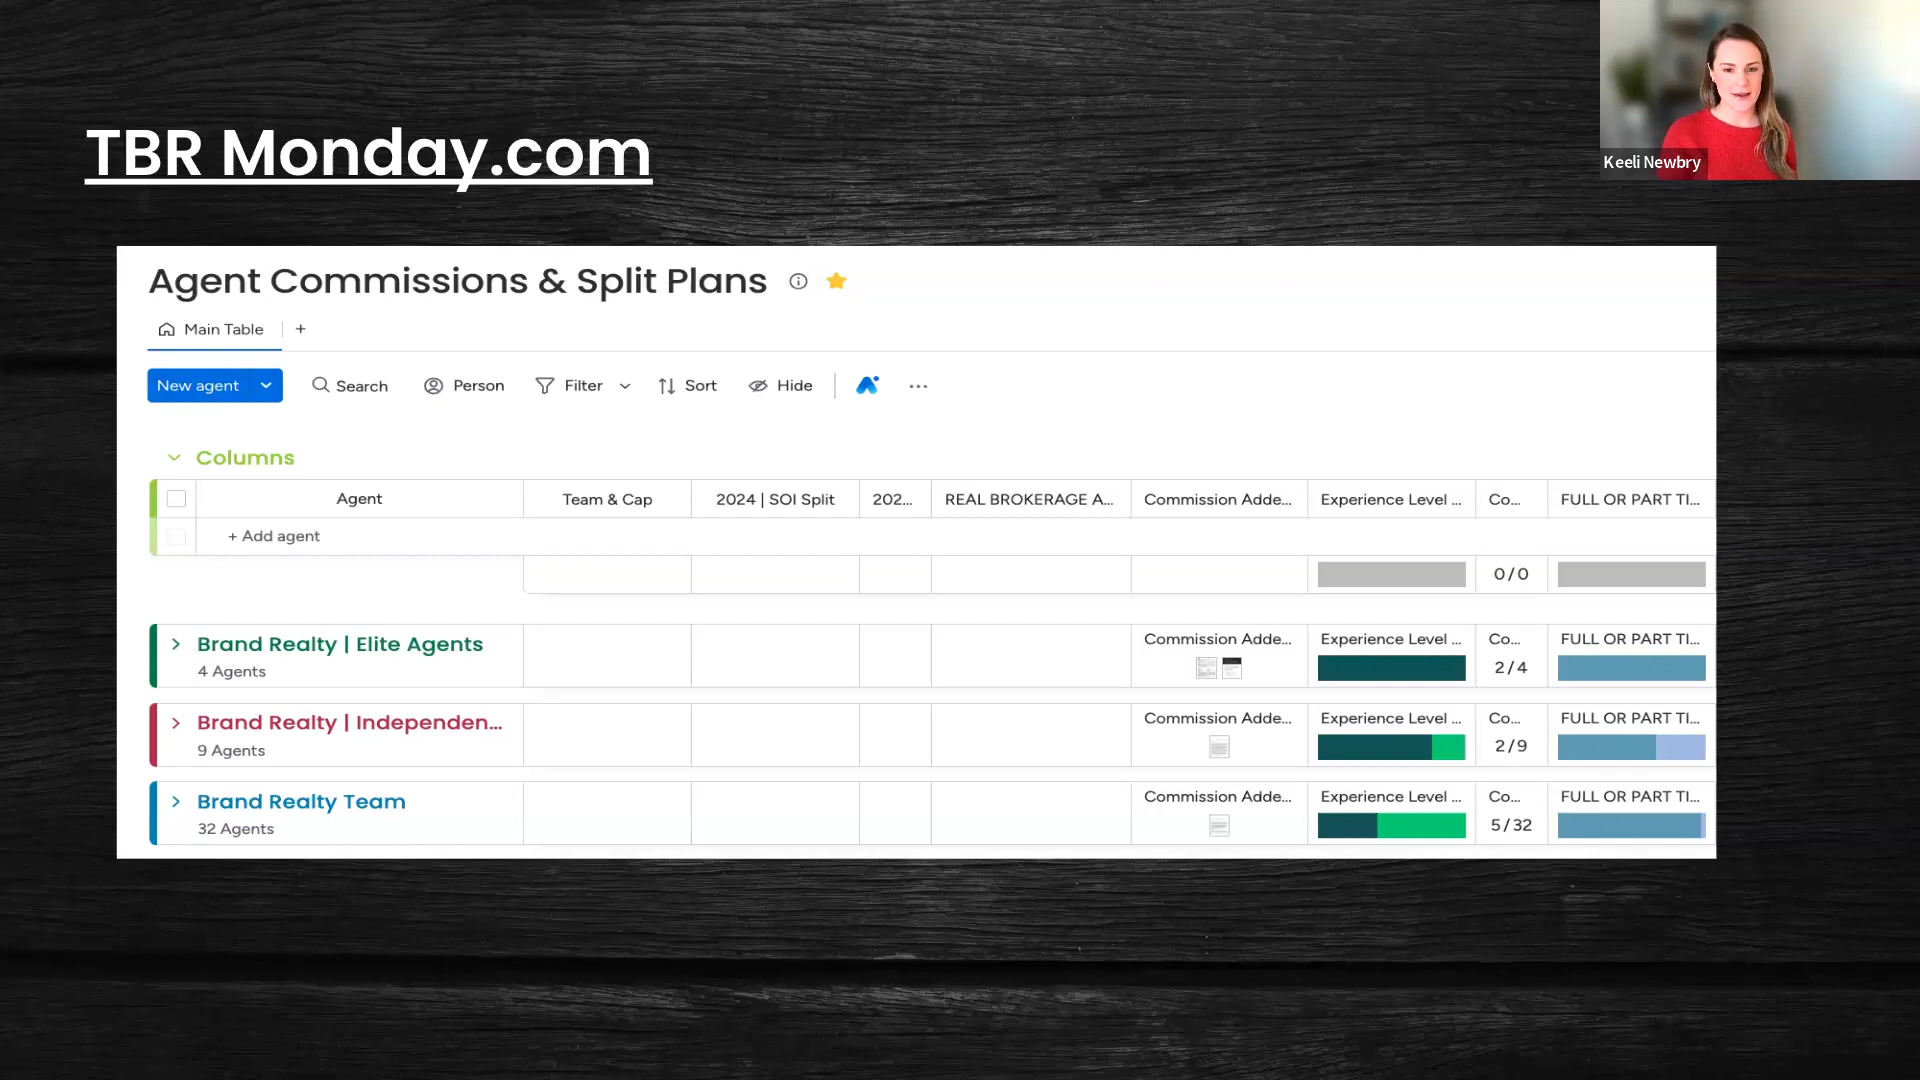 TBR Monday.com
Keeli Newbry
Agent Commissions & Split Plans
Main Table +
New agent Search Person Filter Sort Hide ...
Columns
Agent Team & Cap 2024 | SOI Split 202... REAL BROKERAGE A... Commission Adde... Experience Level ... Co... FULL OR PART TI...
+ Add agent
0 / 0
Brand Realty | Elite Agents Commission Adde... Experience Level ... Co... FULL OR PART TI...
4 Agents 2 / 4
Brand Realty | Independen... Commission Adde... Experience Level ... Co... FULL OR PART TI...
9 Agents 2 / 9
Brand Realty Team Commission Adde... Experience Level ... Co... FULL OR PART TI...
32 Agents 5 / 32